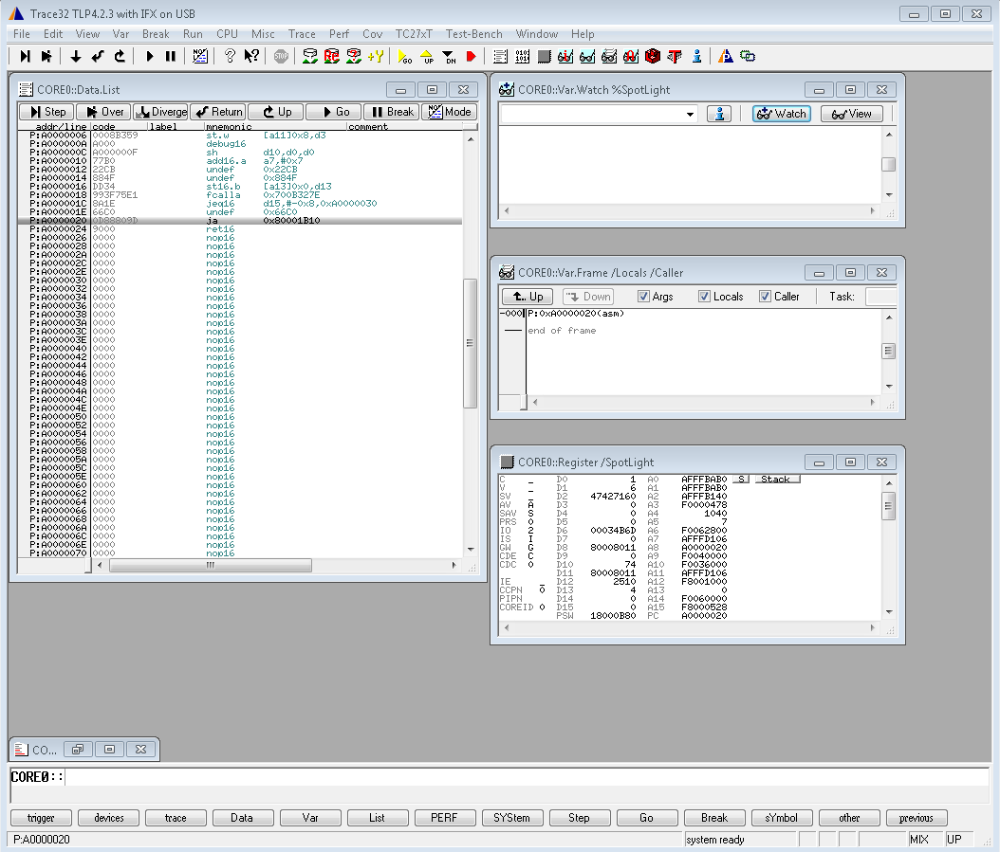 Trace32 TLP4.2.3 with IFX on USB
File Edit View Var Break Run CPU Misc Trace Perf Cov TC27xT Test-Bench Window Help
CORE0::Data.List
Step Over Diverge Return Up Go Break Mode
addr/line code label mnemonic comment
P:A0000006 0008B359 st.w [a11]0x8,d3
P:A000000A A000 debug16
P:A000000C A000000F sh d10,d0,d0
P:A0000010 77B0 add16.a a7,#0x7
P:A0000012 22CB undef 0x22CB
P:A0000014 884F undef 0x884F
P:A0000016 DD34 st16.b [a13]0x0,d13
P:A0000018 993F75E1 fcalla 0x700B327E
P:A000001C 8A1E jeq16 d15,#-0x8,0xA0000030
P:A000001E 66C0 undef 0x66C0
P:A0000020 0D88809D ja 0x80001B10
P:A0000024 9000 ret16
P:A0000026 0000 nop16
P:A0000028 0000 nop16
P:A000002A 0000 nop16
P:A000002C 0000 nop16
P:A000002E 0000 nop16
P:A0000030 0000 nop16
P:A0000032 0000 nop16
P:A0000034 0000 nop16
P:A0000036 0000 nop16
P:A0000038 0000 nop16
P:A000003A 0000 nop16
P:A000003C 0000 nop16
P:A000003E 0000 nop16
P:A0000040 0000 nop16
P:A0000042 0000 nop16
P:A0000044 0000 nop16
P:A0000046 0000 nop16
P:A0000048 0000 nop16
P:A000004A 0000 nop16
P:A000004C 0000 nop16
P:A000004E 0000 nop16
P:A0000050 0000 nop16
P:A0000052 0000 nop16
P:A0000054 0000 nop16
P:A0000056 0000 nop16
P:A0000058 0000 nop16
P:A000005A 0000 nop16
P:A000005C 0000 nop16
P:A000005E 0000 nop16
P:A0000060 0000 nop16
P:A0000062 0000 nop16
P:A0000064 0000 nop16
P:A0000066 0000 nop16
P:A0000068 0000 nop16
P:A000006A 0000 nop16
P:A000006C 0000 nop16
P:A000006E 0000 nop16
P:A0000070 0000 nop16
CORE0::Var.Watch %SpotLight
Watch View
CORE0::Var.Frame /Locals /Caller
Up Down Args Locals Caller Task:
-000 P:0xA0000020(asm)
end of frame
CORE0::Register /SpotLight
C _ D0 1 A0 AFFFBAB0 S Stack
V _ D1 6 A1 AFFFBAB0
SV _ D2 47427160 A2 AFFFB140
AV A D3 0 A3 F0000478
SAV S D4 0 A4 1040
PRS 0 D5 0 A5 7
IO 2 D6 00034B6D A6 F0062800
IS I D7 0 A7 AFFFD106
GW G D8 80008011 A8 A0000020
CDE C D9 0 A9 F0040000
CDC 0 D10 74 A10 F0036000
D11 80008011 A11 AFFFD106
IE _ D12 2510 A12 F8001000
CCPN 0 D13 4 A13 0
PIPN D14 0 A14 F0060000
COREID 0 D15 0 A15 F8000528
PSW 18000B80 PC A0000020
CO...
CORE0::
trigger devices trace Data Var List PERF SYStem Step Go Break sYmbol other previous
P:A0000020 system ready MIX UP